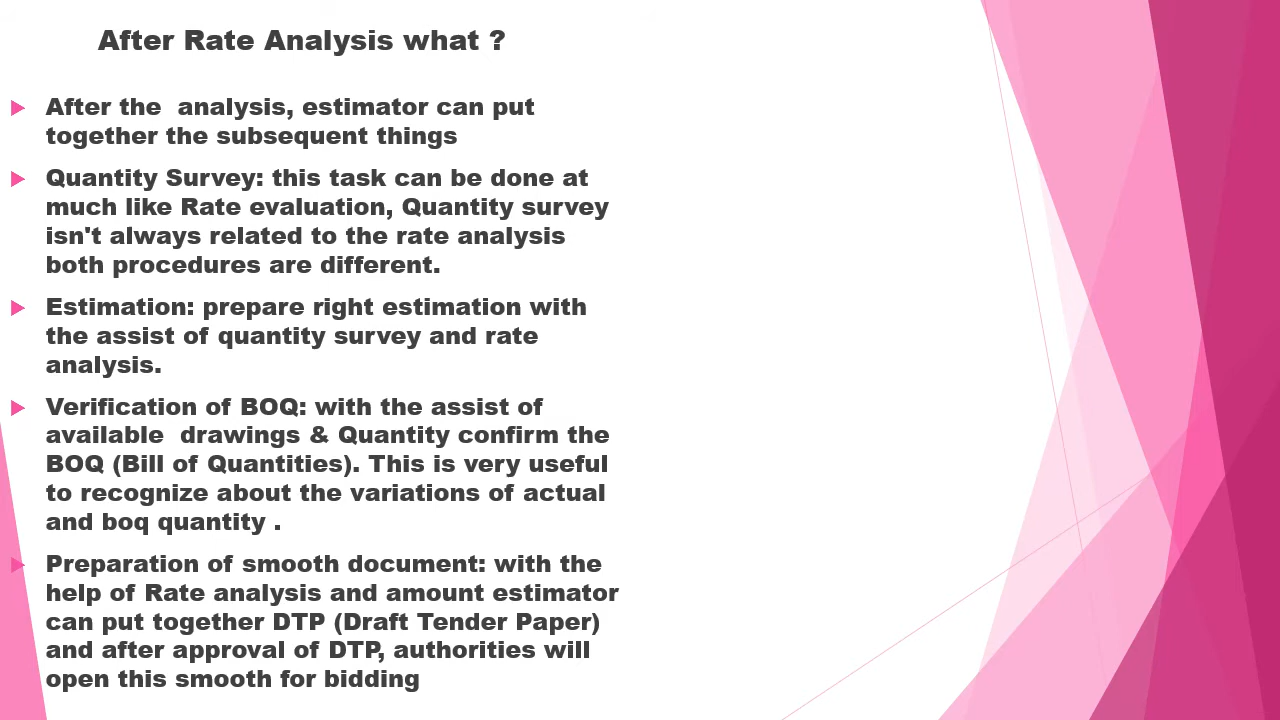 After Rate Analysis what ?
After the  analysis, estimator can put
together the subsequent things
Quantity Survey: this task can be done at
much like Rate evaluation, Quantity survey
isn't always related to the rate analysis
both procedures are different.
Estimation: prepare right estimation with
the assist of quantity survey and rate
analysis.
Verification of BOQ: with the assist of
available  drawings & Quantity confirm the
BOQ (Bill of Quantities). This is very useful
to recognize about the variations of actual
and boq quantity .
Preparation of smooth document: with the
help of Rate analysis and amount estimator
can put together DTP (Draft Tender Paper)
and after approval of DTP, authorities will
open this smooth for bidding